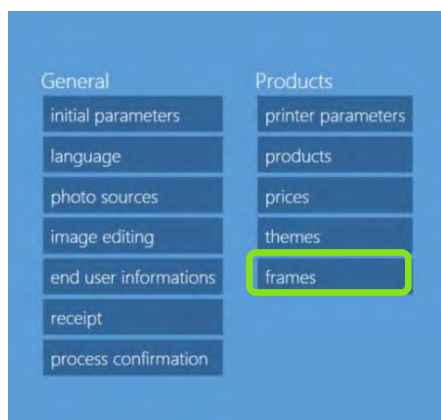 General
initial parameters
language
photo sources
image editing
end user informations
receipt
process confirmation
Products
printer parameters
products
prices
themes
frames